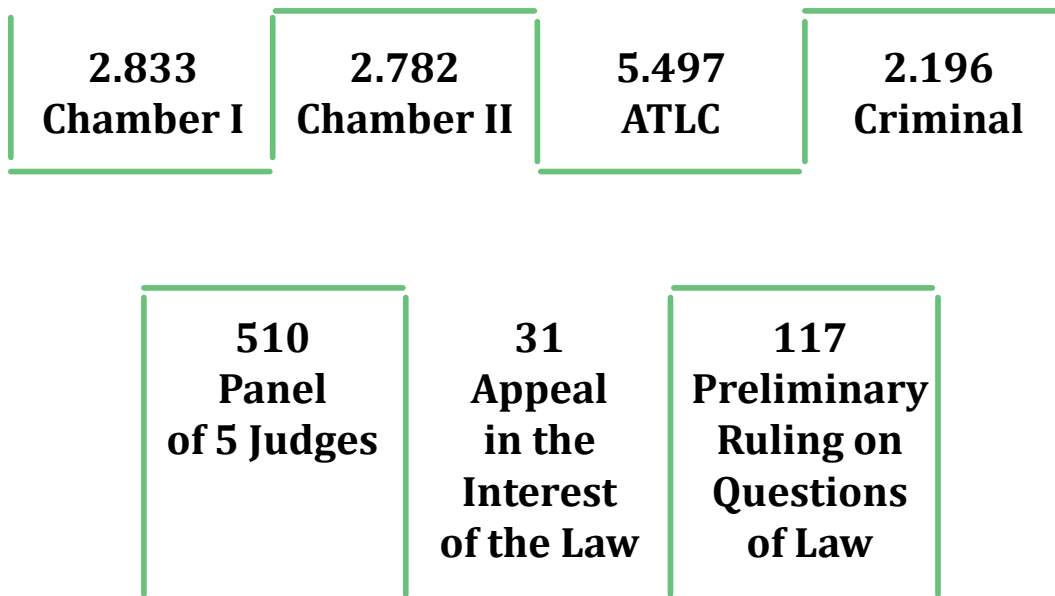 2.833
Chamber I
2.782
Chamber II
5.497
ATLC
2.196
Criminal
510
Panel
of 5 Judges
31
Appeal
in the
Interest
of the Law
117
Preliminary
Ruling on
Questions
of Law